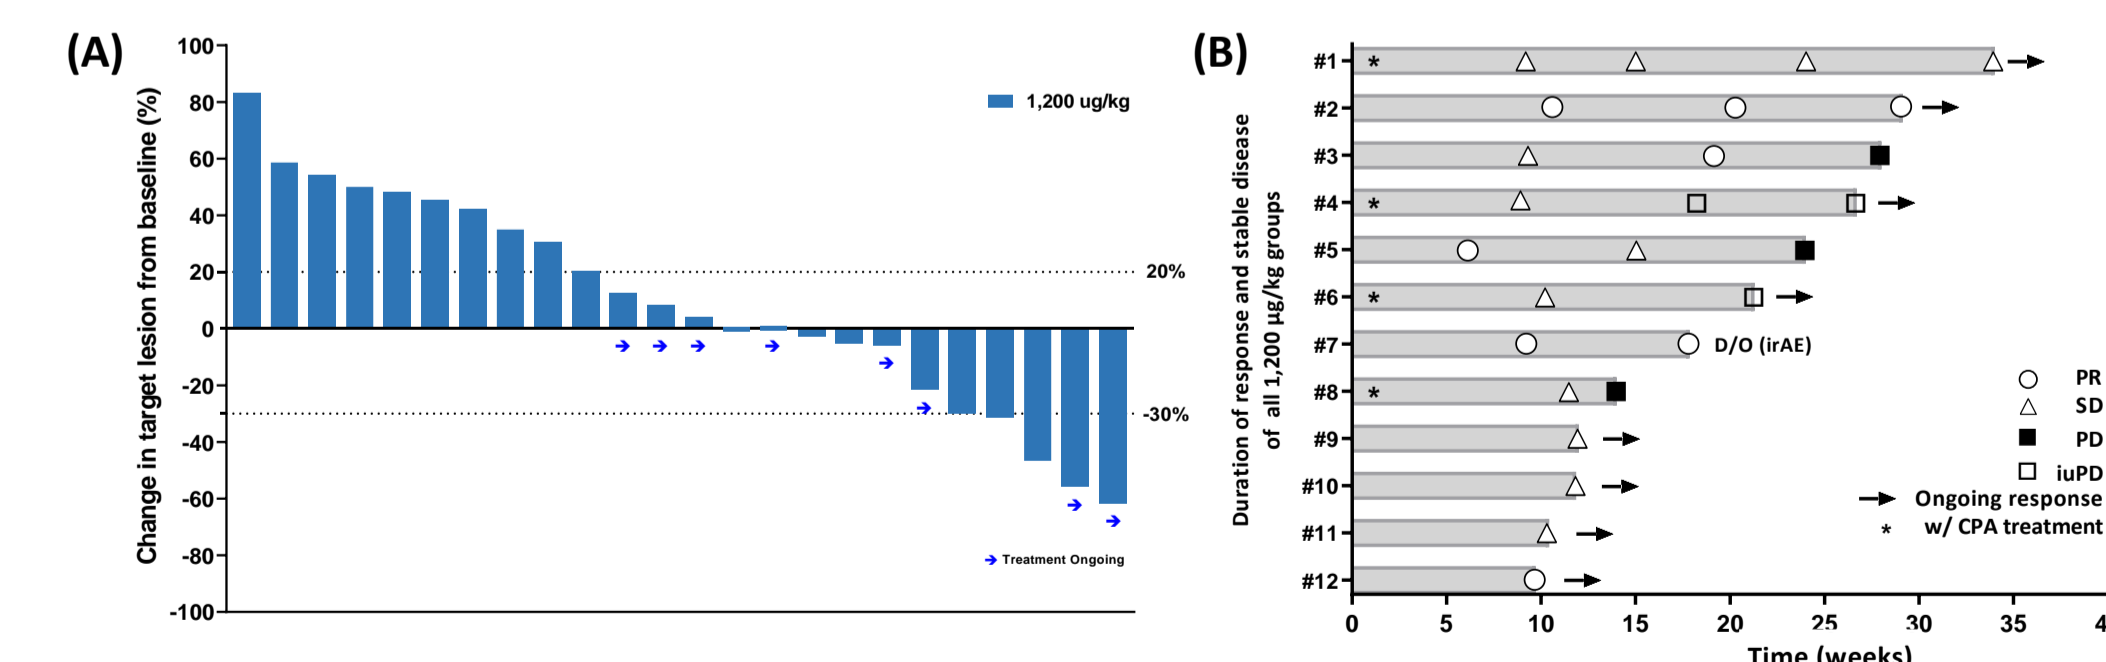 (A)
Change in target lesion from baseline (%)
100
80
60
40
20
0
-20
-40
-60
-80
-100
1,200 ug/kg
20%
-30%
Treatment Ongoing
(B)
Duration of response and stable disease
of all 1,200 μg/kg groups
#1
*
#2
#3
#4
*
#5
#6
*
#7
D/O (irAE)
#8
*
#9
#10
#11
#12
PR
SD
PD
iuPD
Ongoing response
* w/ CPA treatment
0 5 10 15 20 25 30 35 4
Time (weeks)